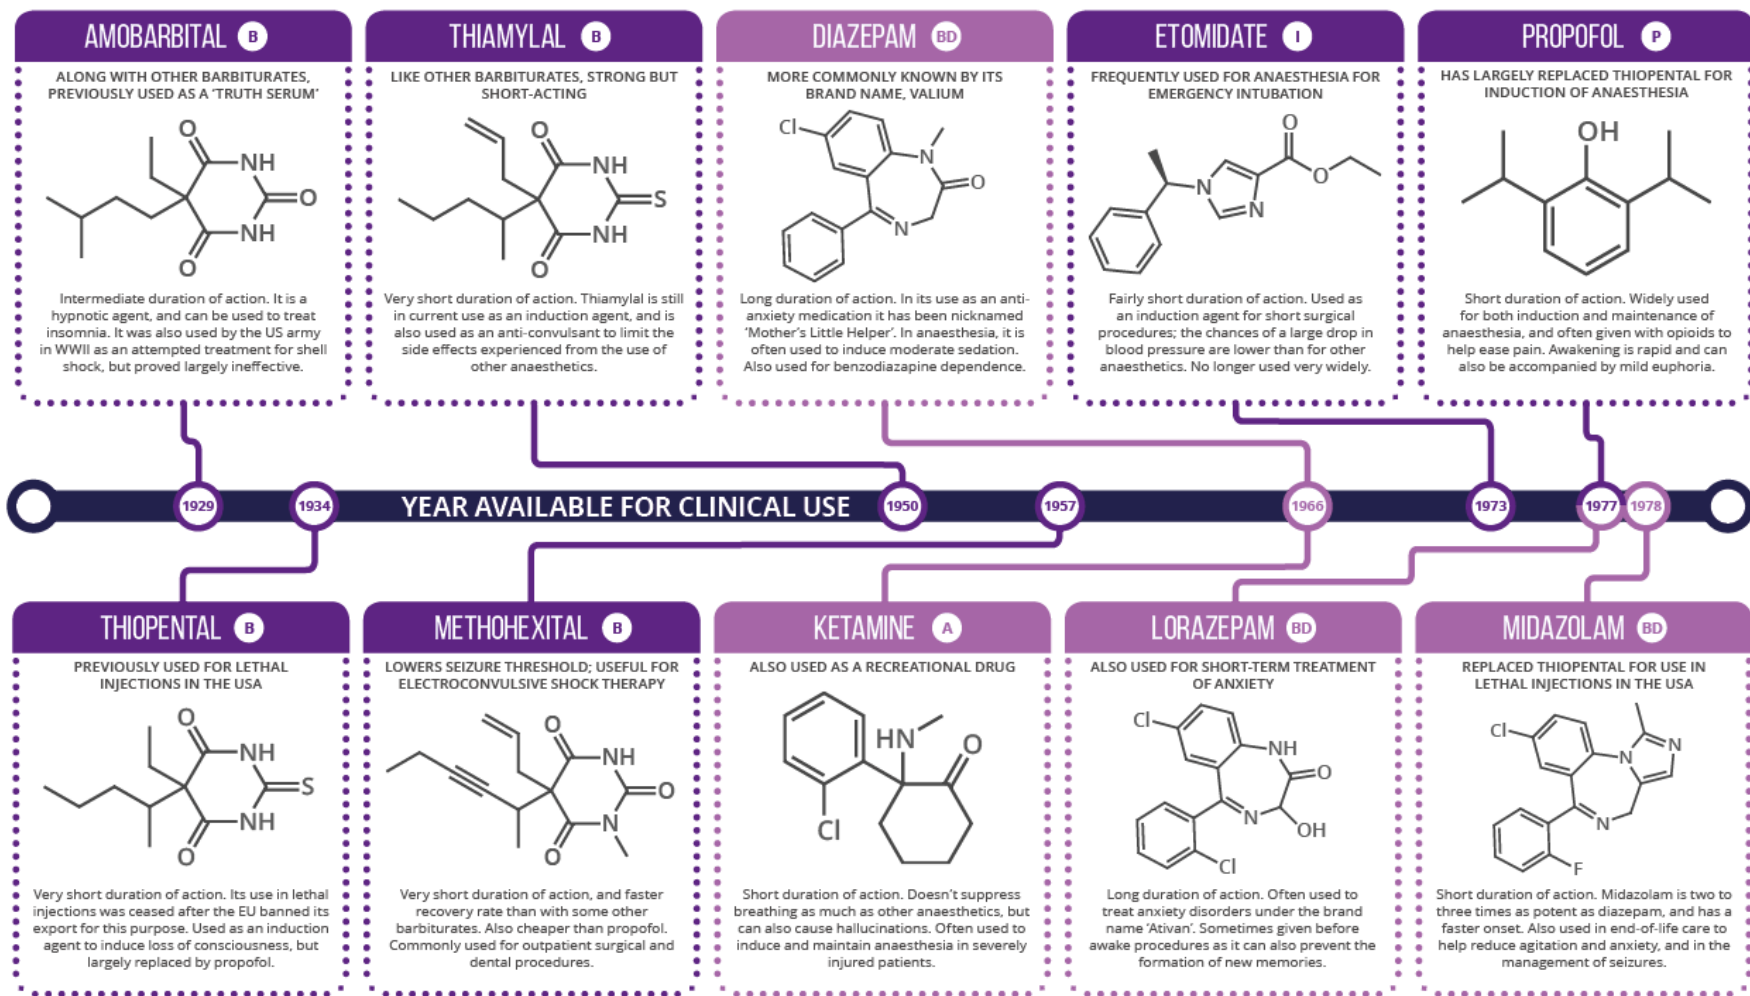 AMOBARBITAL B
ALONG WITH OTHER BARBITURATES,
PREVIOUSLY USED AS A ‘TRUTH SERUM’
O
NH
O
NH
O
Intermediate duration of action. It is a
hypnotic agent, and can be used to treat
insomnia. It was also used by the US army
in WWII as an attempted treatment for shell
shock, but proved largely ineffective.
THIAMYLAL B
LIKE OTHER BARBITURATES, STRONG BUT
SHORT-ACTING
O
NH
S
NH
O
Very short duration of action. Thiamylal is still
in current use as an induction agent, and is
also used as an anti-convulsant to limit the
side effects experienced from the use of
other anaesthetics.
DIAZEPAM BD
MORE COMMONLY KNOWN BY ITS
BRAND NAME, VALIUM
Cl
N
O
N
Long duration of action. In its use as an anti-
anxiety medication it has been nicknamed
‘Mother’s Little Helper’. In anaesthesia, it is
often used to induce moderate sedation.
Also used for benzodiazapine dependence.
ETOMIDATE I
FREQUENTLY USED FOR ANAESTHESIA FOR
EMERGENCY INTUBATION
O
O
N
N
Fairly short duration of action. Used as
an induction agent for short surgical
procedures; the chances of a large drop in
blood pressure are lower than for other
anaesthetics. No longer used very widely.
PROPOFOL P
HAS LARGELY REPLACED THIOPENTAL FOR
INDUCTION OF ANAESTHESIA
OH
Short duration of action. Widely used
for both induction and maintenance of
anaesthesia, and often given with opioids to
help ease pain. Awakening is rapid and can
also be accompanied by mild euphoria.
1929 1934 YEAR AVAILABLE FOR CLINICAL USE 1950 1957 1966 1973 1977 1978
THIOPENTAL B
PREVIOUSLY USED FOR LETHAL
INJECTIONS IN THE USA
O
NH
S
NH
O
Very short duration of action. Its use in lethal
injections was ceased after the EU banned its
export for this purpose. Used as an induction
agent to induce loss of consciousness, but
largely replaced by propofol.
METHOHEXITAL B
LOWERS SEIZURE THRESHOLD; USEFUL FOR
ELECTROCONVULSIVE SHOCK THERAPY
O
NH
O
N
O
Very short duration of action, and faster
recovery rate than with some other
barbiturates. Also cheaper than propofol.
Commonly used for outpatient surgical and
dental procedures.
KETAMINE A
ALSO USED AS A RECREATIONAL DRUG
HN
O
Cl
Short duration of action. Doesn’t suppress
breathing as much as other anaesthetics, but
can also cause hallucinations. Often used to
induce and maintain anaesthesia in severely
injured patients.
LORAZEPAM BD
ALSO USED FOR SHORT-TERM TREATMENT
OF ANXIETY
Cl
NH
O
N
OH
Cl
Long duration of action. Often used to
treat anxiety disorders under the brand
name ‘Ativan’. Sometimes given before
awake procedures as it can also prevent the
formation of new memories.
MIDAZOLAM BD
REPLACED THIOPENTAL FOR USE IN
LETHAL INJECTIONS IN THE USA
Cl
N
N
N
F
Short duration of action. Midazolam is two to
three times as potent as diazepam, and has a
faster onset. Also used in end-of-life care to
help reduce agitation and anxiety, and in the
management of seizures.